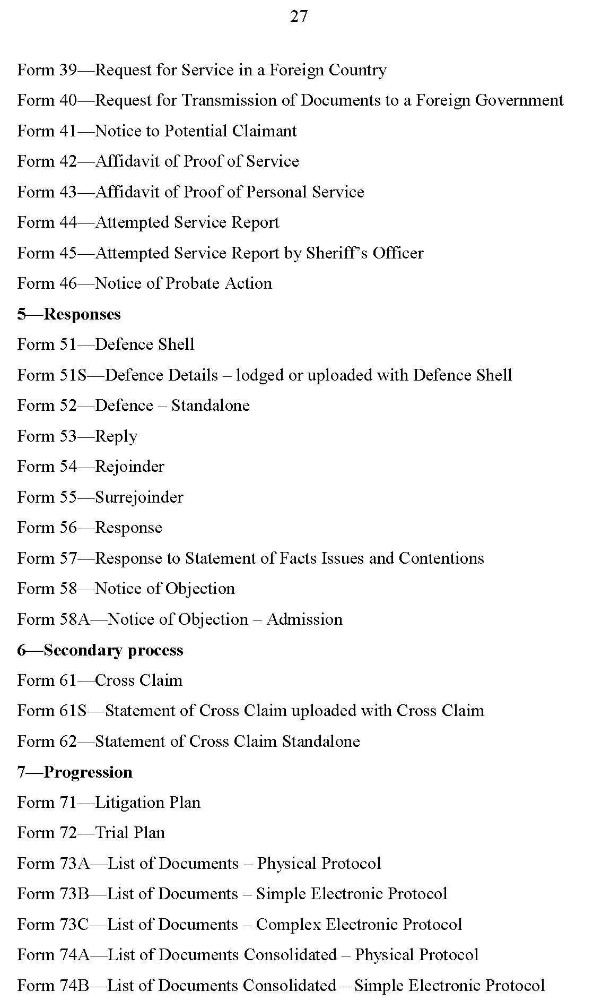 27
Form 39—Request for Service in a Foreign Country
Form 40—Request for Transmission of Documents to a Foreign Government
Form 41—Notice to Potential Claimant
Form 42—Affidavit of Proof of Service
Form 43—Affidavit of Proof of Personal Service
Form 44—Attempted Service Report
Form 45—Attempted Service Report by Sheriff’s Officer
Form 46—Notice of Probate Action
5—Responses
Form 51—Defence Shell
Form 51S—Defence Details – lodged or uploaded with Defence Shell
Form 52—Defence – Standalone
Form 53—Reply
Form 54—Rejoinder
Form 55—Surrejoinder
Form 56—Response
Form 57—Response to Statement of Facts Issues and Contentions
Form 58—Notice of Objection
Form 58A—Notice of Objection – Admission
6—Secondary process
Form 61—Cross Claim
Form 61S—Statement of Cross Claim uploaded with Cross Claim
Form 62—Statement of Cross Claim Standalone
7—Progression
Form 71—Litigation Plan
Form 72—Trial Plan
Form 73A—List of Documents – Physical Protocol
Form 73B—List of Documents – Simple Electronic Protocol
Form 73C—List of Documents – Complex Electronic Protocol
Form 74A—List of Documents Consolidated – Physical Protocol
Form 74B—List of Documents Consolidated – Simple Electronic Protocol